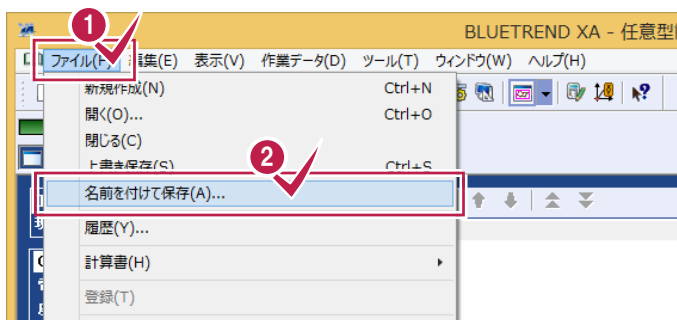 1
BLUETREND XA - 任意型
ファイル(F) 編集(E) 表示(V) 作業データ(D) ツール(T) ウィンドウ(W) ヘルプ(H)
新規作成(N) Ctrl+N
開く(O)... Ctrl+O
閉じる(C)
2
上書き保存(S) Ctrl+S
名前を付けて保存(A)...
履歴(Y)...
計算書(H)
登録(T)